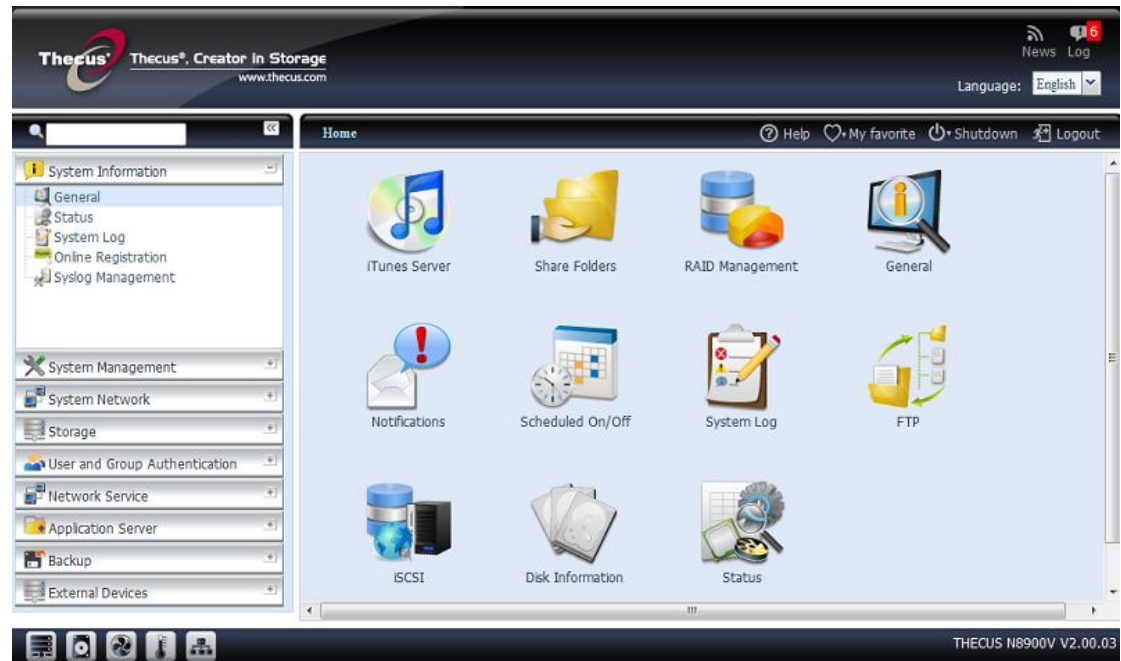 Thecus® Thecus®, Creator in Storage
www.thecus.com
6
News Log
Language: English
Home
Help My favorite Shutdown Logout
System Information
General
Status
System Log
Online Registration
Syslog Management
System Management
System Network
Storage
User and Group Authentication
Network Service
Application Server
Backup
External Devices
iTunes Server Share Folders RAID Management General
Notifications Scheduled On/Off System Log FTP
iSCSI Disk Information Status
THECUS N8900V V2.00.03